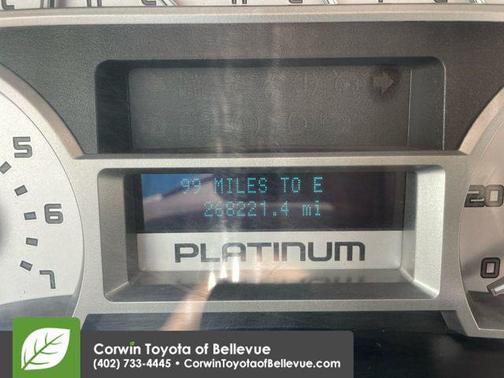 5
6
7
99 MILES TO E
268221.4 mi
PLATINUM
20
0
Corwin Toyota of Bellevue
(402) 733-4445 • CorwinToyotaofBellevue.com